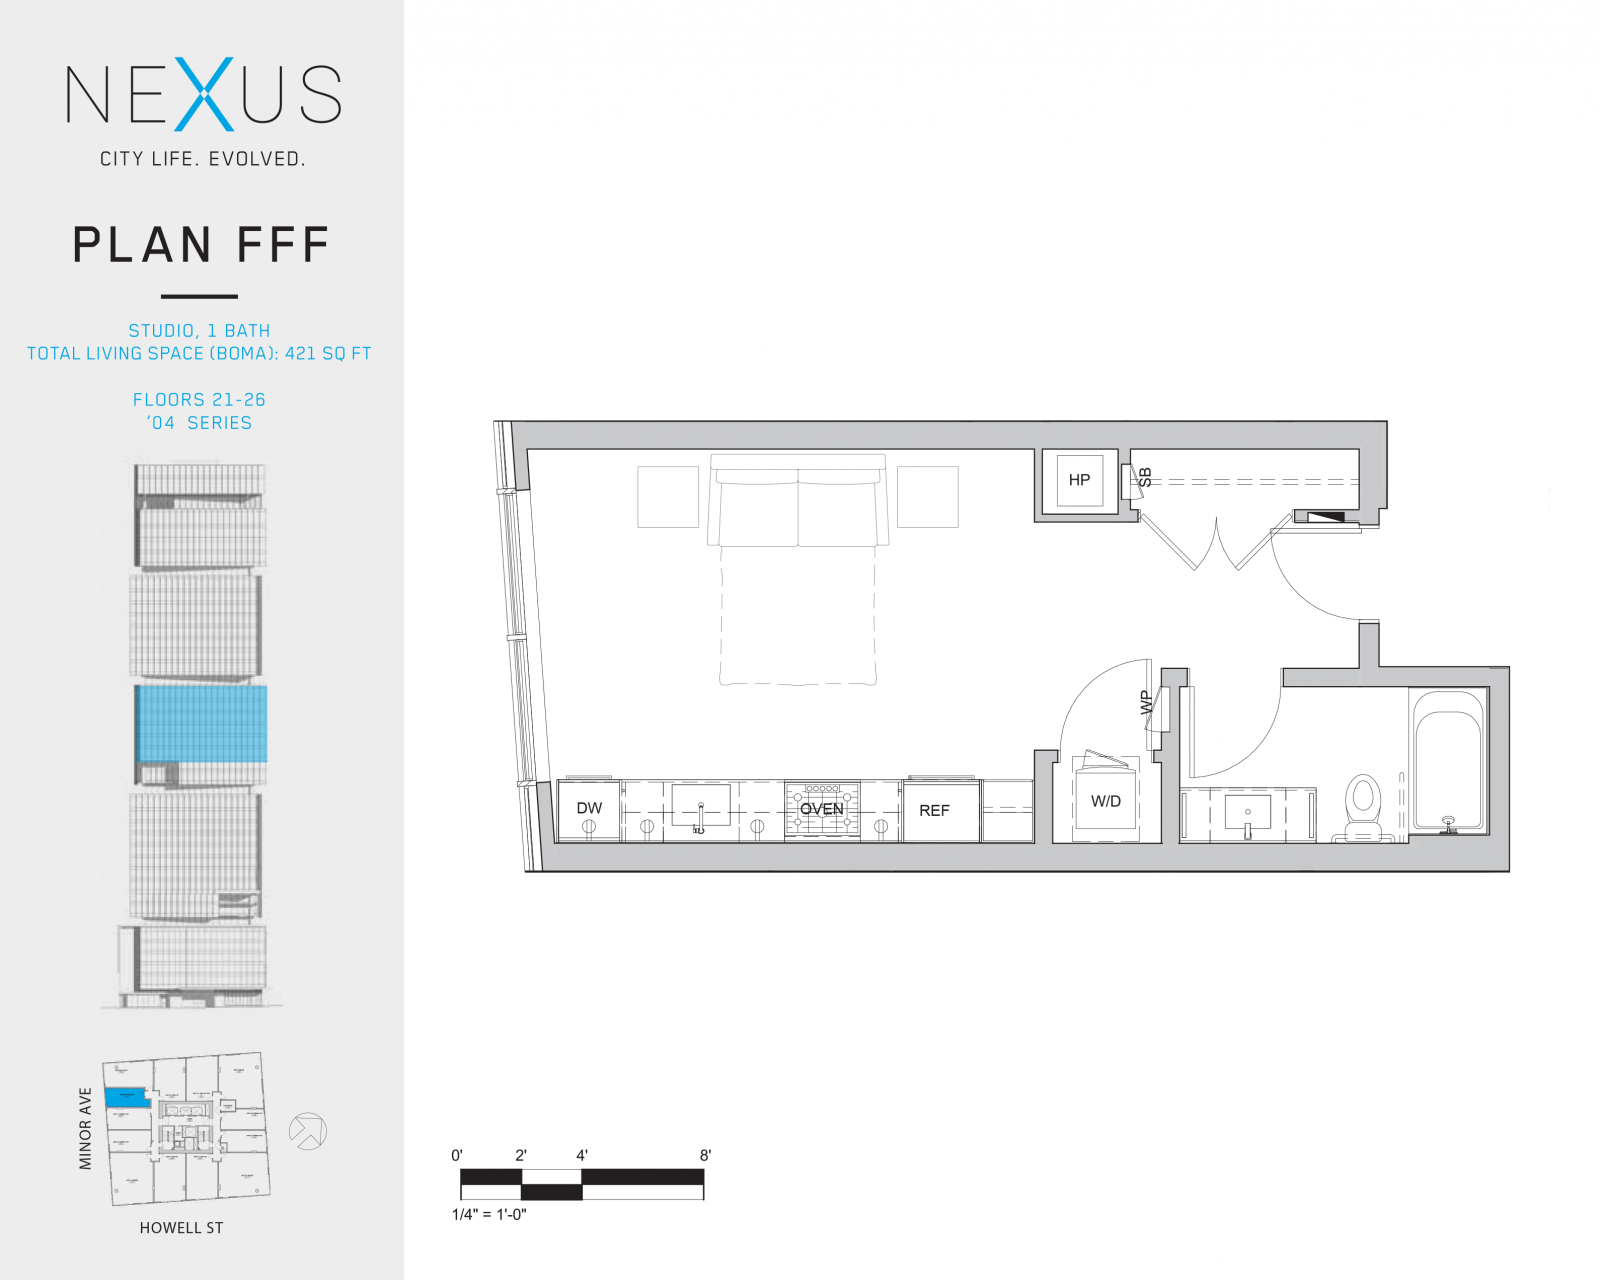 NEXUS
CITY LIFE. EVOLVED.
PLAN FFF
STUDIO, 1 BATH
TOTAL LIVING SPACE (BOMA): 421 SQ FT
FLOORS 21-26
'04 SERIES
MINOR AVE
HOWELL ST
HP
SB
WP
DW
OVEN
REF
W/D
0' 2' 4' 8'
1/4" = 1'-0"